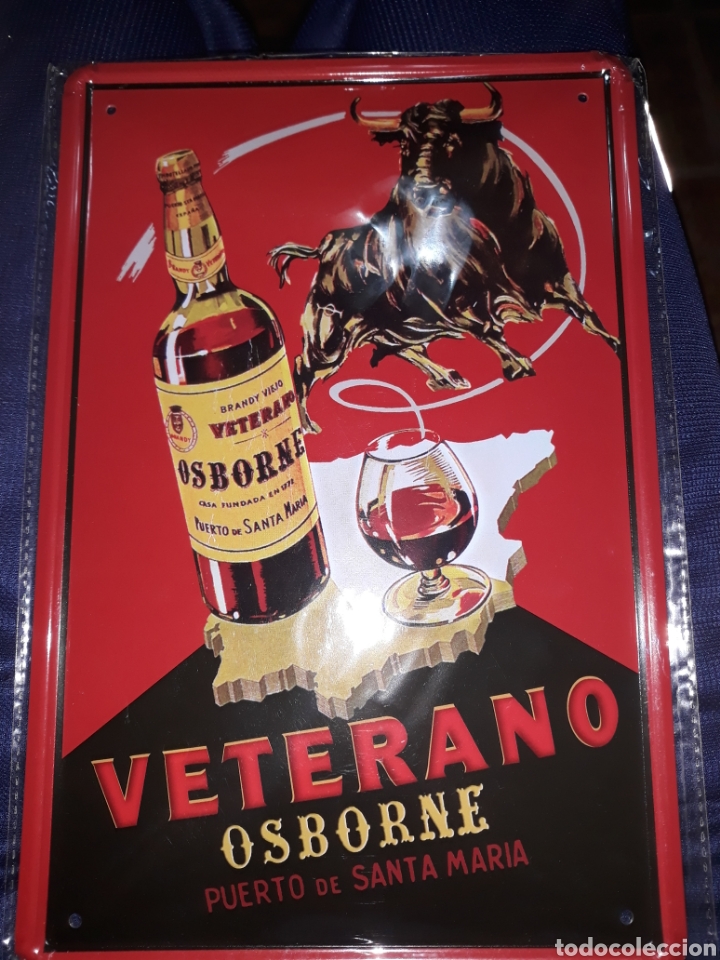 BRANDY
BRANDY VIEJO
VETERANO
OSBORNE
CASA FUNDADA EN 1772
PUERTO DE SANTA MARIA
VETERANO
OSBORNE
PUERTO DE SANTA MARIA
todocoleccion